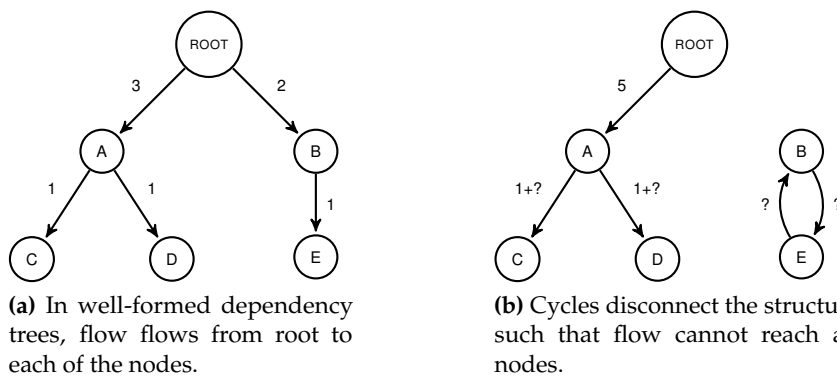 ROOT
3
2
A
B
1
1
1
C
D
E
(a) In well-formed dependency
trees, flow flows from root to
each of the nodes.
ROOT
5
A
B
1+?
1+?
?
?
C
D
E
(b) Cycles disconnect the
such that flow cannot reach
nodes.